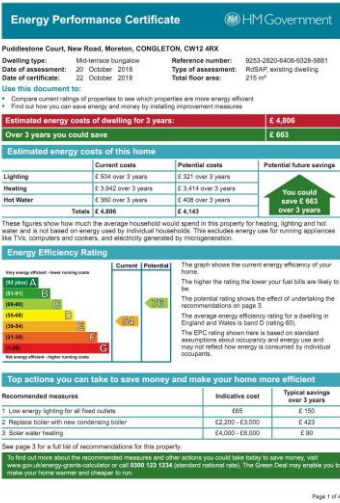 Energy Performance Certificate
HM Government
Puddlestone Court, New Road, Moreton, CONGLETON, CW12 4RX
Dwelling type: Mid-terrace bungalow
Reference number: 9253-2820-6408-9328-5881
Date of assessment: 20 October 2018
Type of assessment: RdSAP, existing dwelling
Date of certificate: 22 October 2018
Total floor area: 215 m²
Use this document to:
• Compare current ratings of properties to see which properties are more energy efficient
• Find out how you can save energy and money by installing improvement measures
Estimated energy costs of dwelling for 3 years: £ 4,806
Over 3 years you could save £ 663
Estimated energy costs of this home
Current costs Potential costs Potential future savings
Lighting £ 504 over 3 years £ 321 over 3 years
Heating £ 3,942 over 3 years £ 3,414 over 3 years
Hot Water £ 360 over 3 years £ 408 over 3 years
Totals £ 4,806 £ 4,143
You could
save £ 663
over 3 years
These figures show how much the average household would spend in this property for heating, lighting and hot
water and is not based on energy used by individual households. This excludes energy use for running appliances
like TVs, computers and cookers, and electricity generated by microgeneration.
Energy Efficiency Rating
Current Potential
Very energy efficient - lower running costs
(92 plus) A
(81-91) B
(69-80) C
(55-68) D
(39-54) E
(21-38) F
(1-20) G
Not energy efficient - higher running costs
54
76
The graph shows the current energy efficiency of your
home.
The higher the rating the lower your fuel bills are likely to
be.
The potential rating shows the effect of undertaking the
recommendations on page 3.
The average energy efficiency rating for a dwelling in
England and Wales is band D (rating 60).
The EPC rating shown here is based on standard
assumptions about occupancy and energy use and
may not reflect how energy is consumed by individual
occupants.
Top actions you can take to save money and make your home more efficient
Recommended measures Indicative cost Typical savings
over 3 years
1 Low energy lighting for all fixed outlets £65 £ 150
2 Replace boiler with new condensing boiler £2,200 - £3,000 £ 423
3 Solar water heating £4,000 - £6,000 £ 90
See page 3 for a full list of recommendations for this property.
To find out more about the recommended measures and other actions you could take today to save money, visit
www.gov.uk/energy-grants-calculator or call 0300 123 1234 (standard national rate). The Green Deal may enable you to
make your home warmer and cheaper to run.
Page 1 of 4